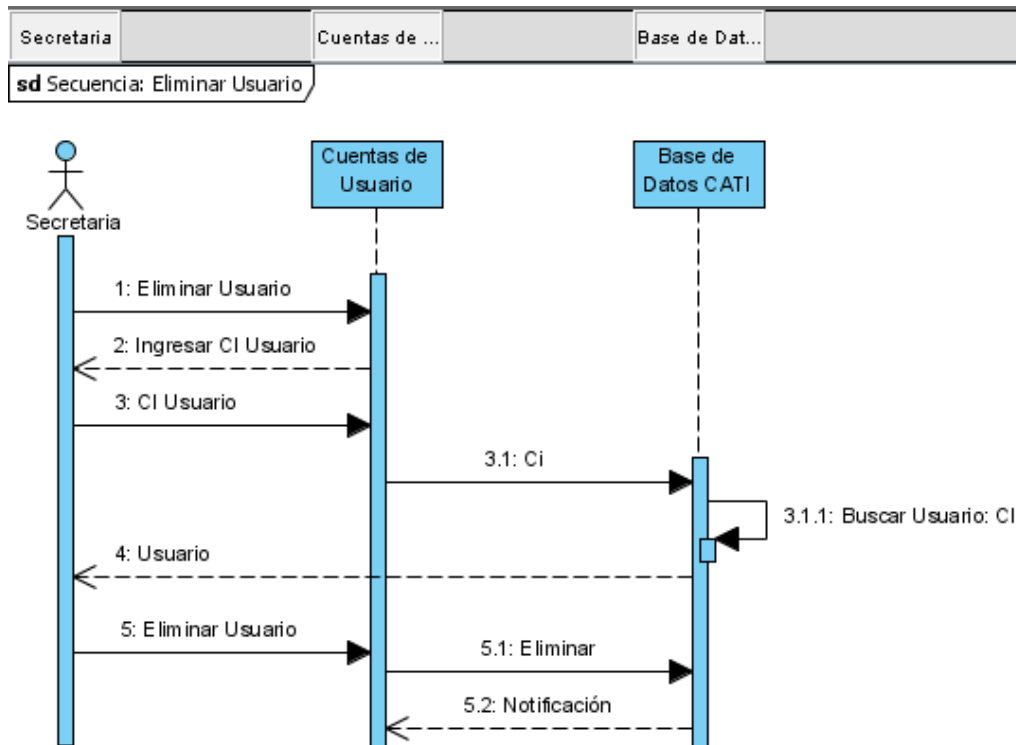 Secretaria
Cuentas de ...
Base de Dat...
sd Secuencia: Eliminar Usuario
Cuentas de
Usuario
Base de
Datos CATI
Secretaria
1: Eliminar Usuario
2: Ingresar CI Usuario
3: CI Usuario
3.1: Ci
3.1.1: Buscar Usuario: CI
4: Usuario
5: Eliminar Usuario
5.1: Eliminar
5.2: Notificación